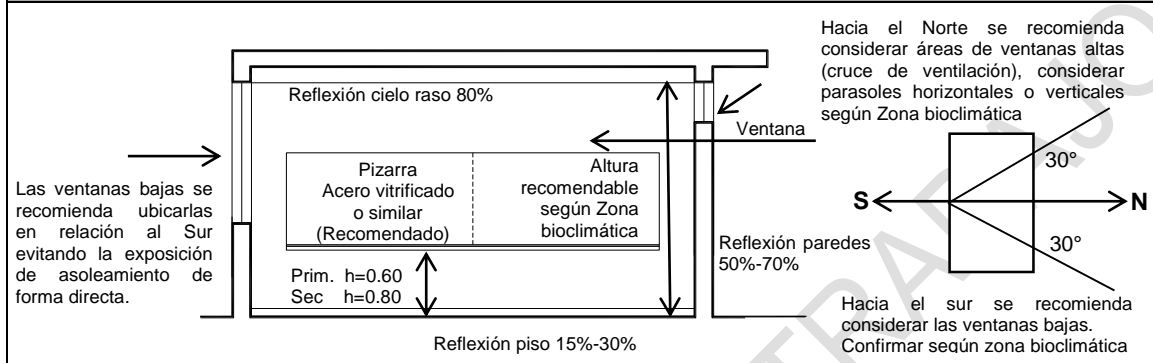 Hacia el Norte se recomienda
considerar áreas de ventanas altas
(cruce de ventilación), considerar
parasoles horizontales o verticales
según Zona bioclimática
Reflexión cielo raso 80%
Ventana
Pizarra
Acero vitrificado
o similar
(Recomendado)
Altura
recomendable
según Zona
bioclimática
Las ventanas bajas se
recomienda ubicarlas
en relación al Sur
evitando la exposición
de asoleamiento de
forma directa.
Prim. h=0.60
Sec h=0.80
Reflexión paredes
50%-70%
Reflexión piso 15%-30%
30°
S
N
30°
Hacia el sur se recomienda
considerar las ventanas bajas.
Confirmar según zona bioclimática
TRABAJO